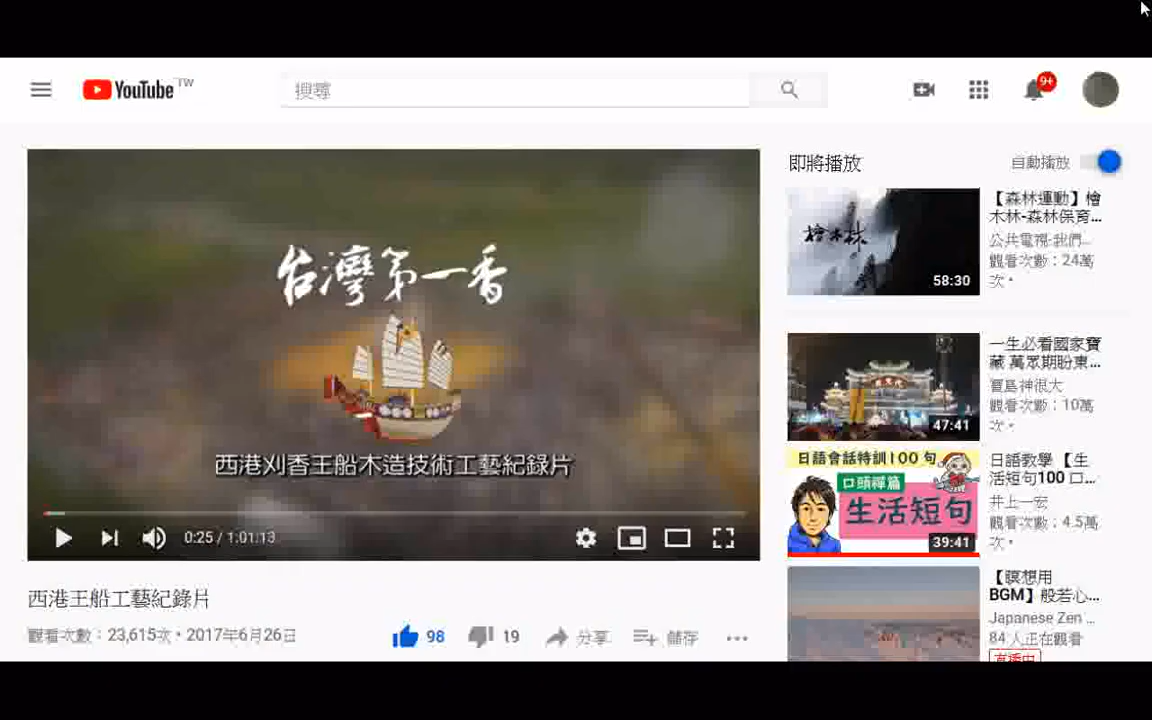 YouTube TW
搜尋
9+
台灣第一香
西港刈香王船木造技術工藝紀錄片
0:25 / 1:01:13
西港王船工藝紀錄片
觀看次數：23,615次 • 2017年6月26日
98
19
分享
儲存
即將播放
自動播放
檜木林
58:30
【森林運動】檜
木林-森林保育...
公共電視-我們...
觀看次數：24萬
次 •
47:41
一生必看國家寶
藏 萬眾期盼東...
寶島神很大
觀看次數：10萬
次 •
日語會話特訓100句
口頭禪篇
生活短句
39:41
日語教學【生
活短句100 口...
井上一宏
觀看次數：4.5萬
次 •
【瞑想用
BGM】般若心...
Japanese Zen ...
84 人正在觀看
直播中